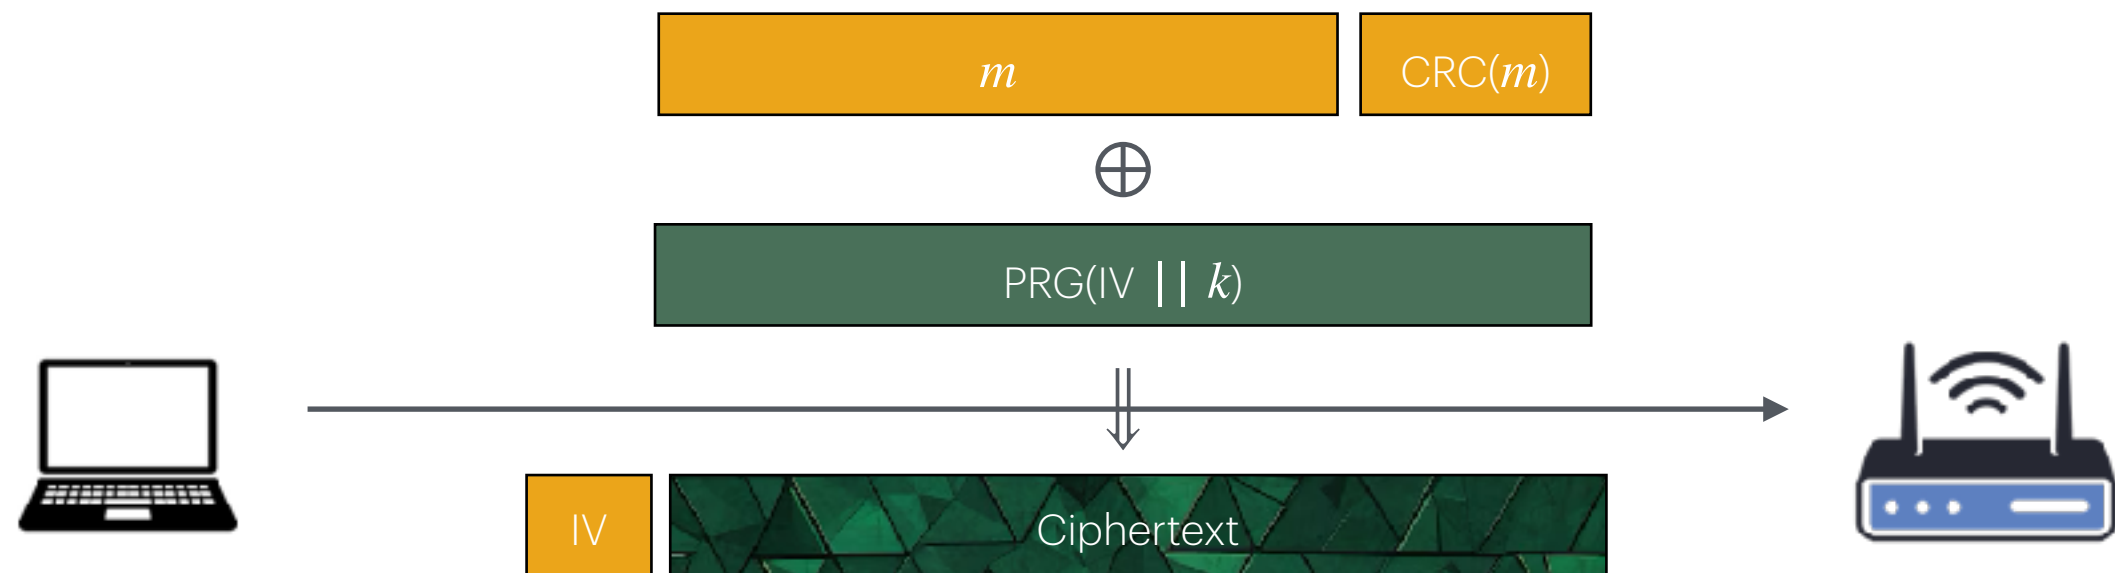 m
CRC(m)
⊕
PRG(IV || k)
⇓
IV
Ciphertext